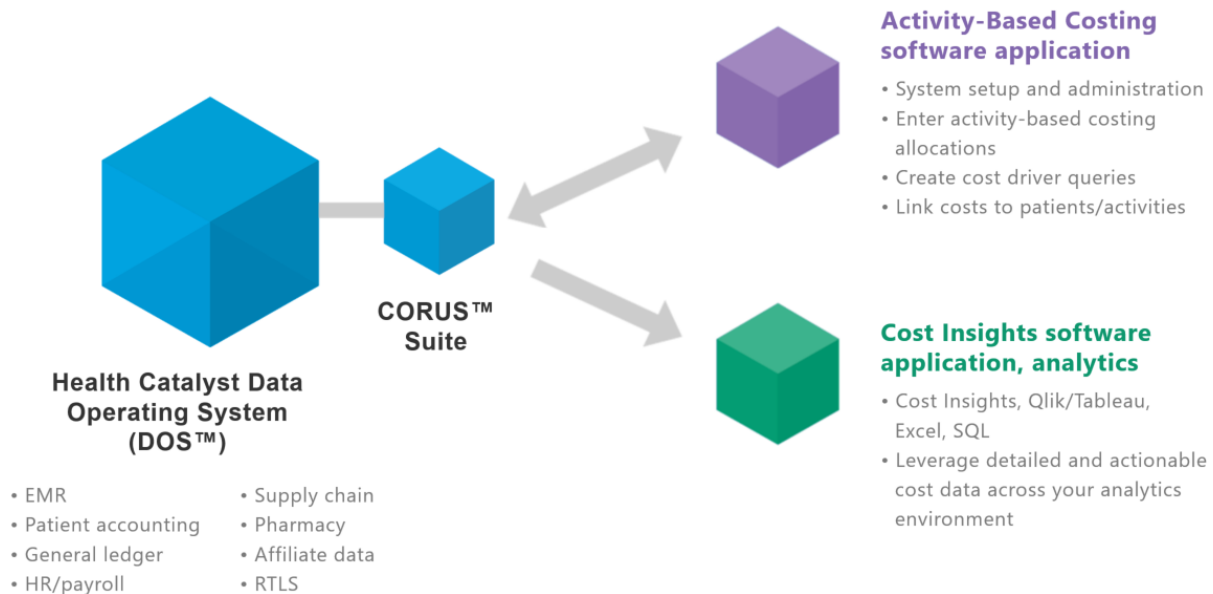 Activity-Based Costing
software application
• System setup and administration
• Enter activity-based costing
allocations
• Create cost driver queries
• Link costs to patients/activities
CORUS™
Suite
Health Catalyst Data
Operating System
(DOS™)
• EMR
• Patient accounting
• General ledger
• HR/payroll
• Supply chain
• Pharmacy
• Affiliate data
• RTLS
Cost Insights software
application, analytics
• Cost Insights, Qlik/Tableau,
Excel, SQL
• Leverage detailed and actionable
cost data across your analytics
environment